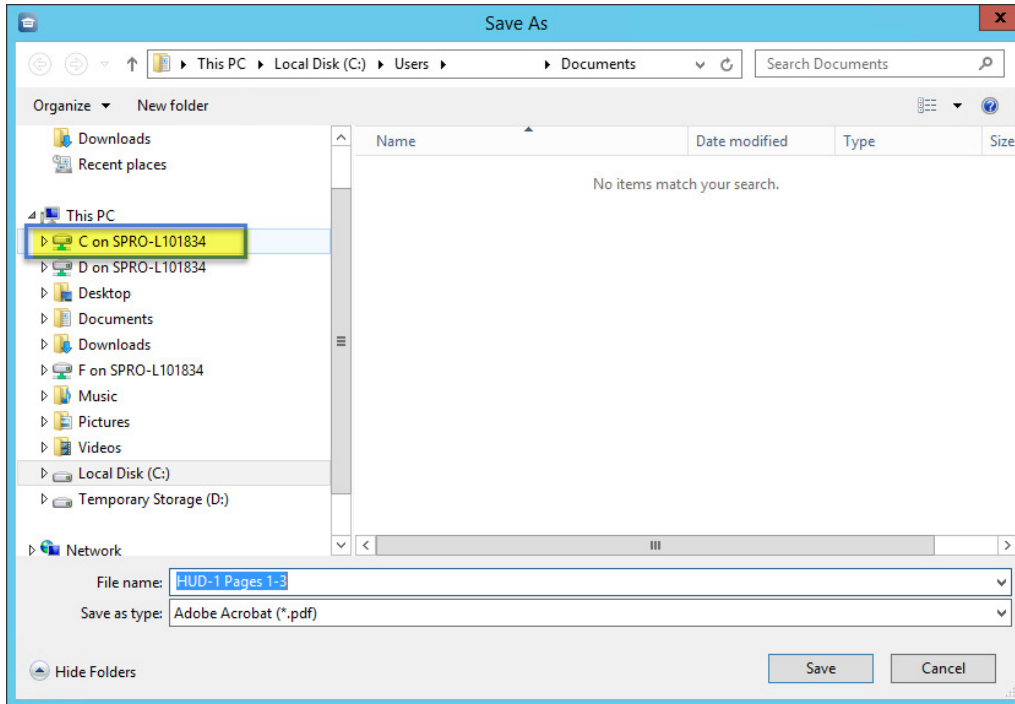 Save As
This PC Local Disk (C:) Users Documents
Search Documents
Organize New folder
Name Date modified Type Size
No items match your search.
Downloads
Recent places
This PC
C on SPRO-L101834
D on SPRO-L101834
Desktop
Documents
Downloads
F on SPRO-L101834
Music
Pictures
Videos
Local Disk (C:)
Temporary Storage (D:)
Network
File name: HUD-1 Pages 1-3
Save as type: Adobe Acrobat (*.pdf)
Hide Folders Save Cancel